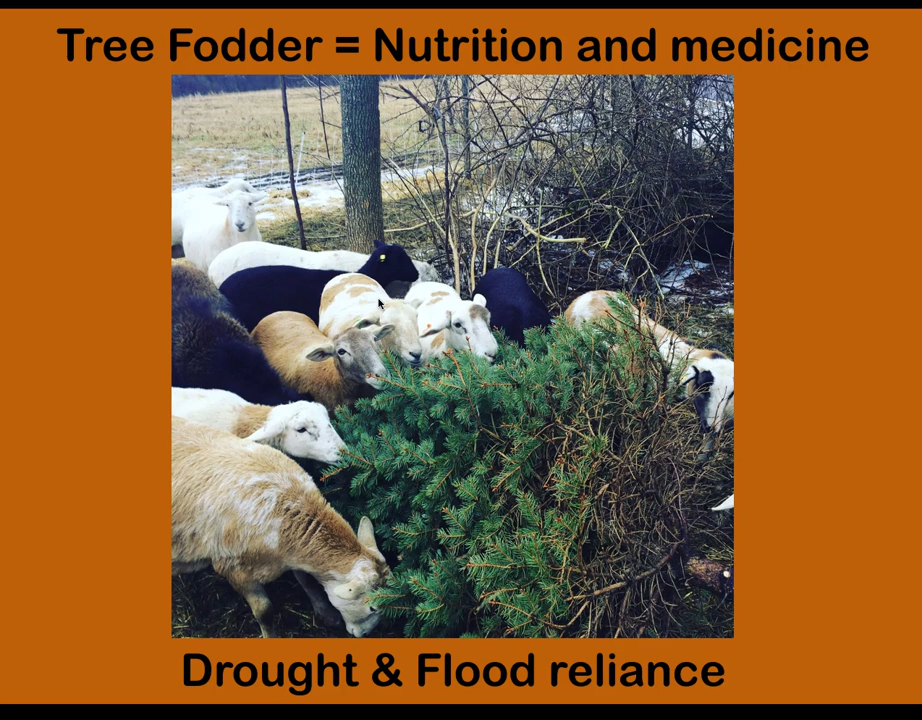 Tree Fodder = Nutrition and medicine
Drought & Flood reliance